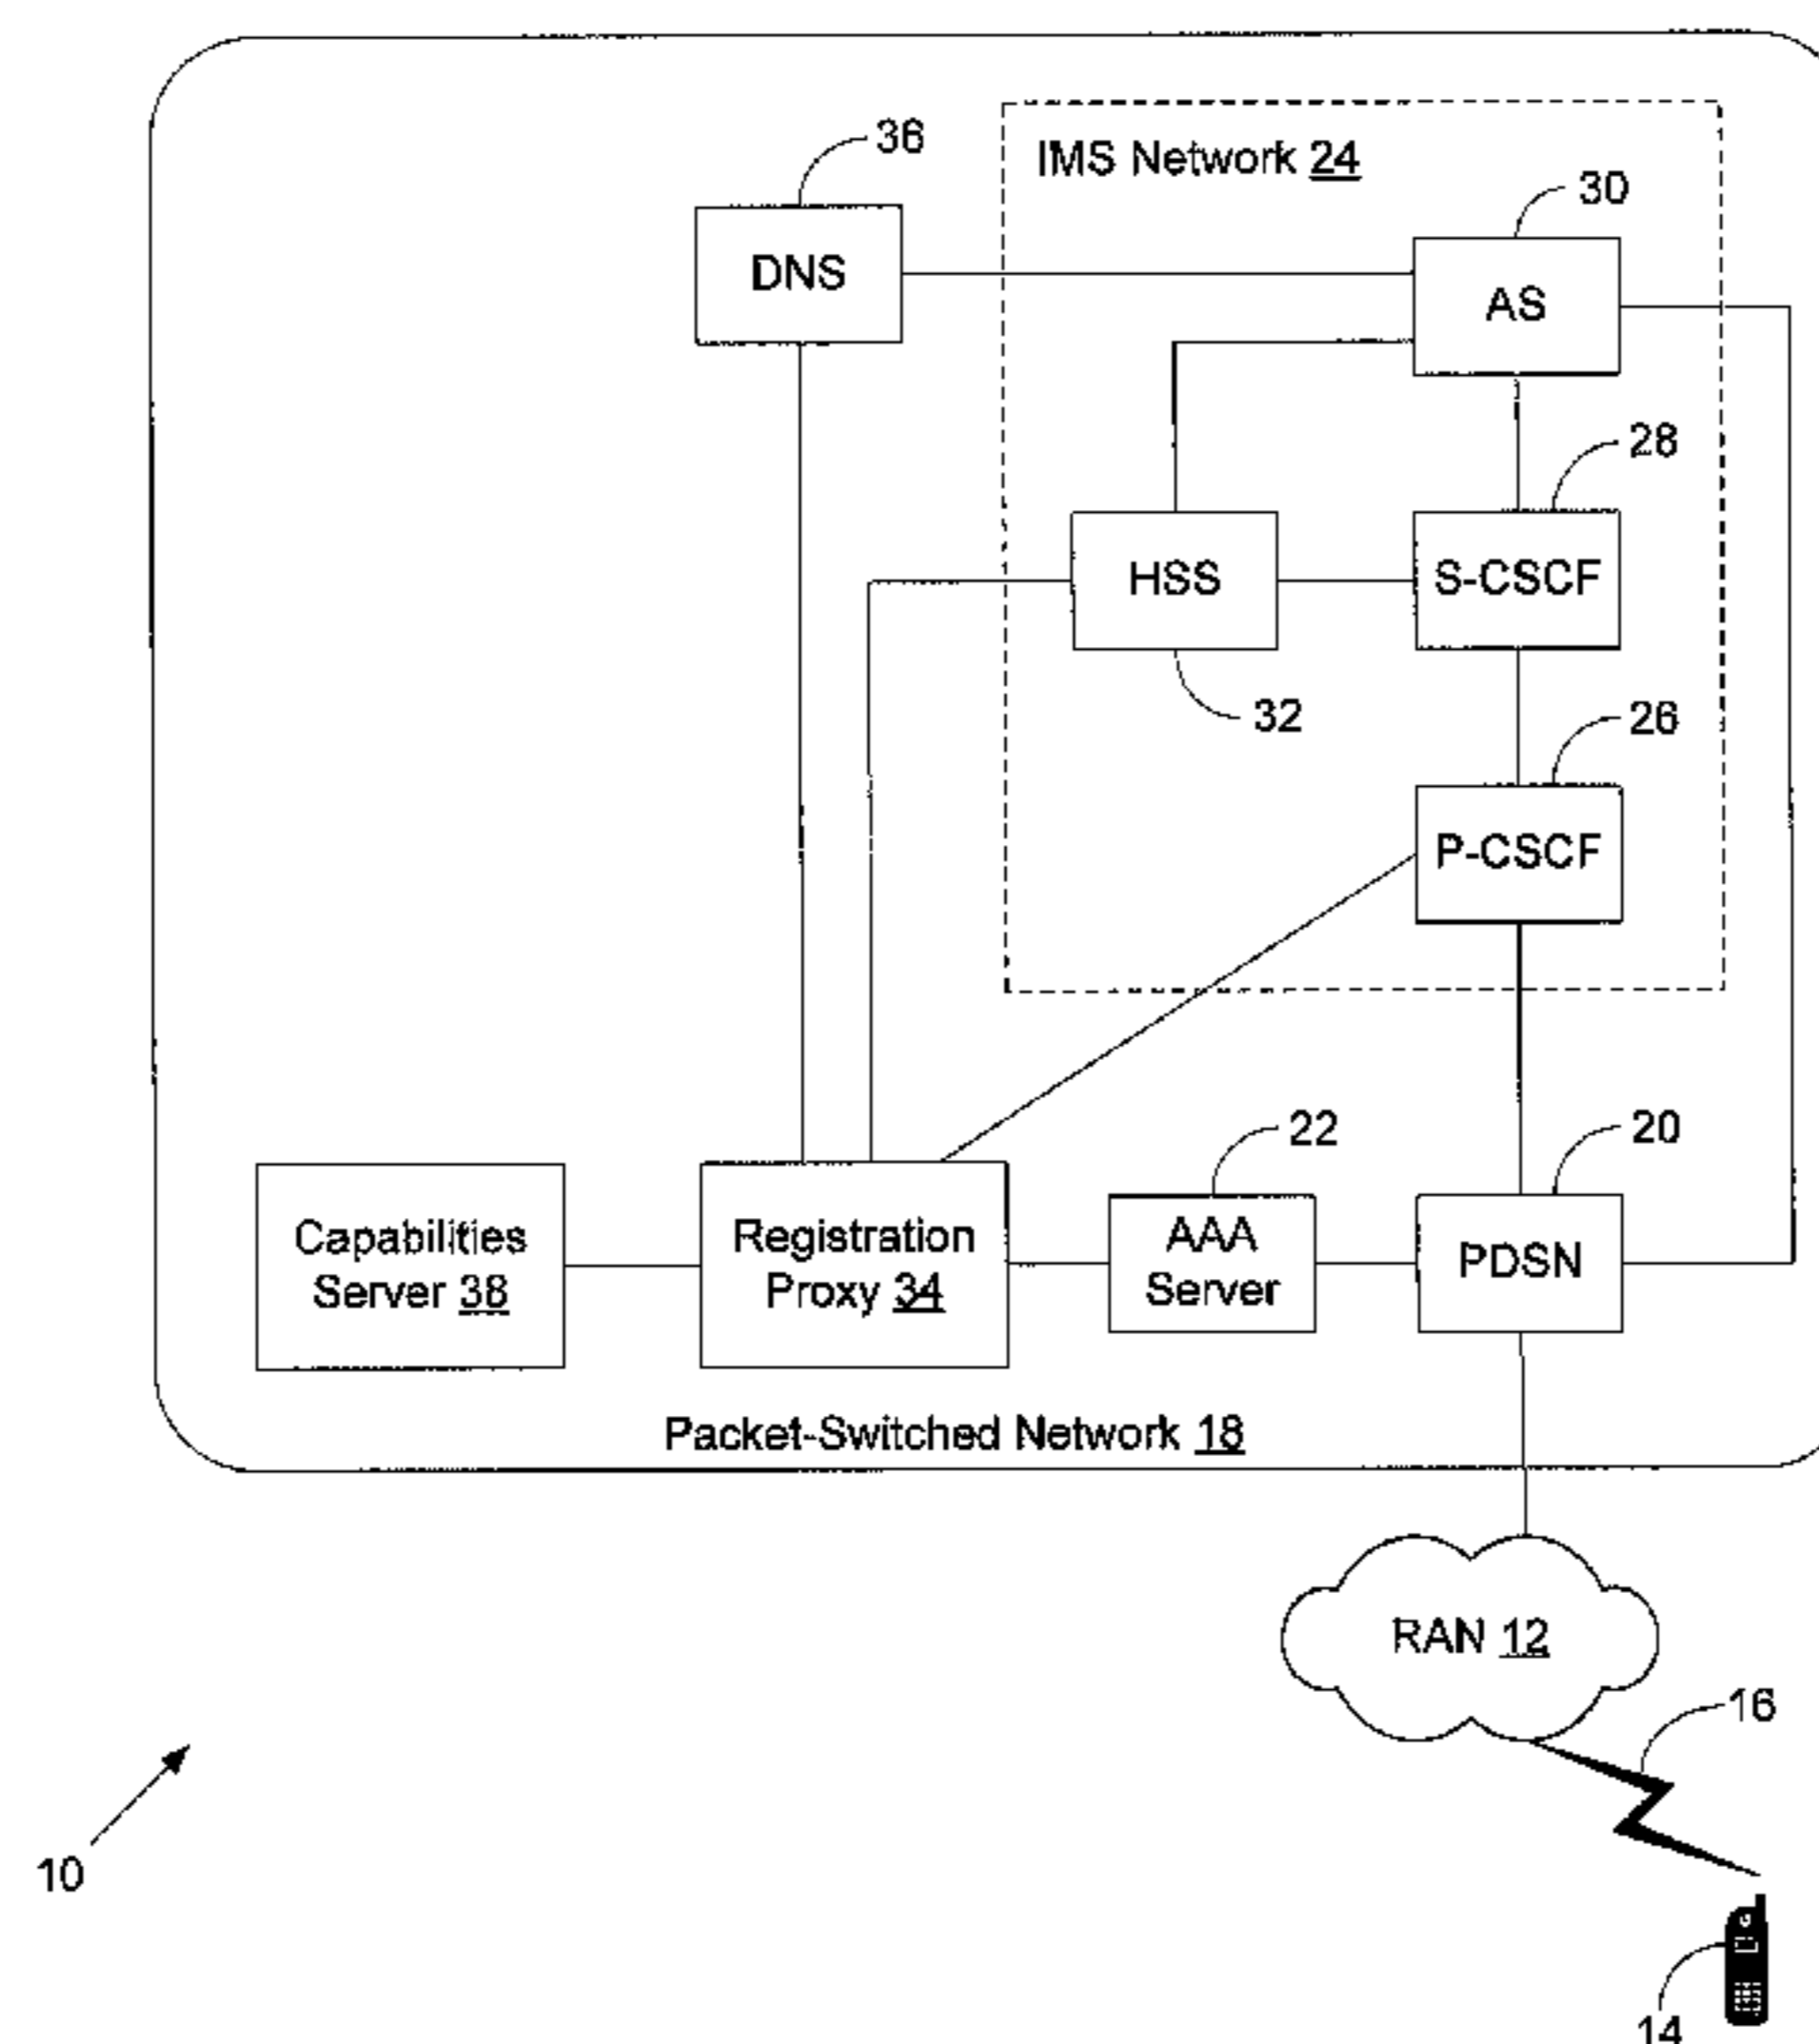 36
IMS Network 24
30
DNS
AS
28
HSS
S-CSCF
32
26
P-CSCF
22
20
Capabilities
Server 38
Registration
Proxy 34
AAA
Server
PDSN
Packet-Switched Network 18
RAN 12
16
10
14